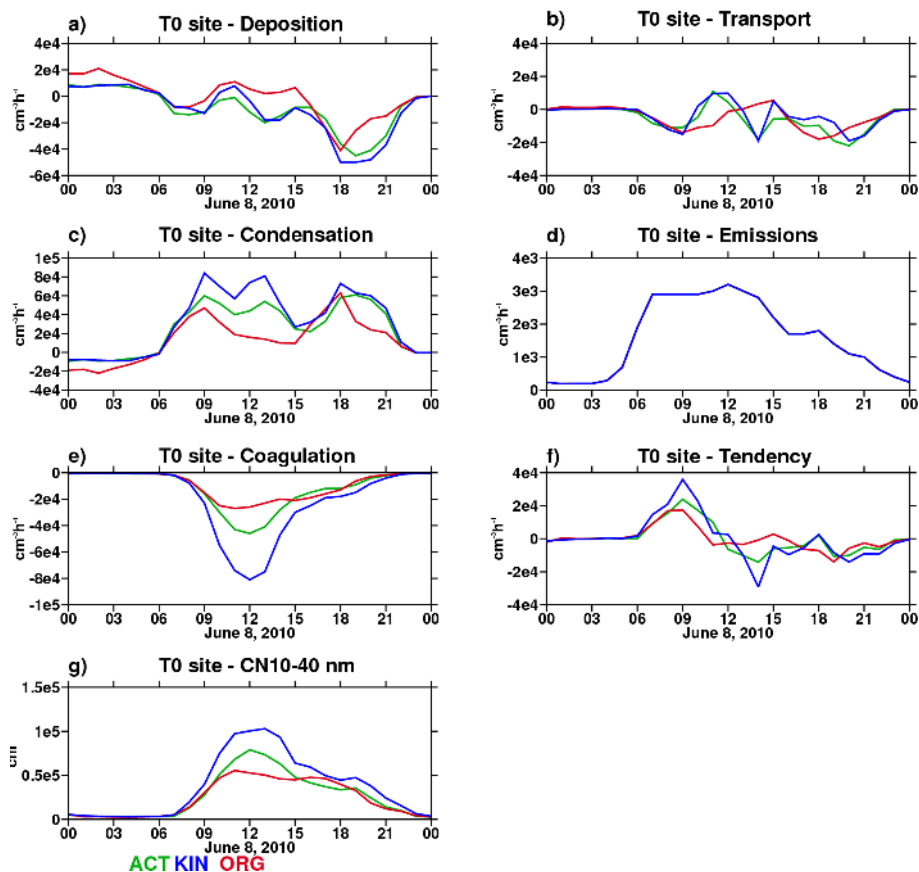 a) T0 site - Deposition
4e4
2e4
0
-2e4
-4e4
-6e4
cm⁻³h⁻¹
00 03 06 09 12 15 18 21 00
June 8, 2010
b) T0 site - Transport
4e4
2e4
0
-2e4
-4e4
cm⁻³h⁻¹
00 03 06 09 12 15 18 21 00
June 8, 2010
c) T0 site - Condensation
1e5
8e4
6e4
4e4
2e4
0
-2e4
-4e4
cm⁻³h⁻¹
00 03 06 09 12 15 18 21 00
June 8, 2010
d) T0 site - Emissions
4e3
3e3
2e3
1e3
0
cm⁻³h⁻¹
00 03 06 09 12 15 18 21 00
June 8, 2010
e) T0 site - Coagulation
0
-2e4
-4e4
-6e4
-8e4
-1e5
cm⁻³h⁻¹
00 03 06 09 12 15 18 21 00
June 8, 2010
f) T0 site - Tendency
4e4
2e4
0
-2e4
-4e4
cm⁻³h⁻¹
00 03 06 09 12 15 18 21 00
June 8, 2010
g) T0 site - CN10-40 nm
1.5e5
1e5
0.5e5
0
cm
00 03 06 09 12 15 18 21 00
June 8, 2010
ACT KIN ORG